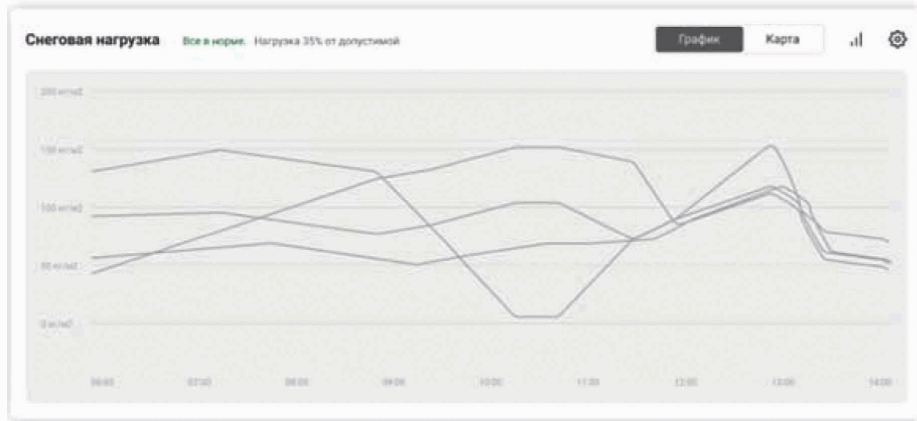 Снеговая нагрузка
Все в норме. Нагрузка 35% от допустимой
График
Карта
200 кг/м2
150 кг/м2
100 кг/м2
50 кг/м2
0 кг/м2
06:00 07:00 08:00 09:00 10:00 11:00 12:00 13:00 14:00